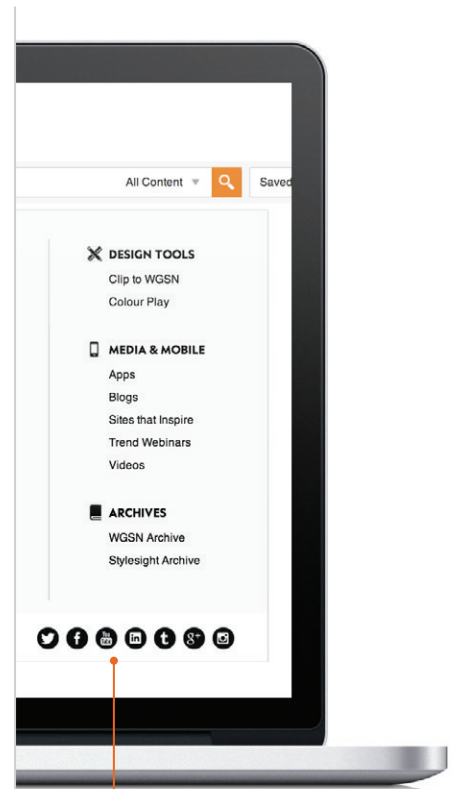 All Content
Saved
DESIGN TOOLS
Clip to WGSN
Colour Play
MEDIA & MOBILE
Apps
Blogs
Sites that Inspire
Trend Webinars
Videos
ARCHIVES
WGSN Archive
Stylesight Archive